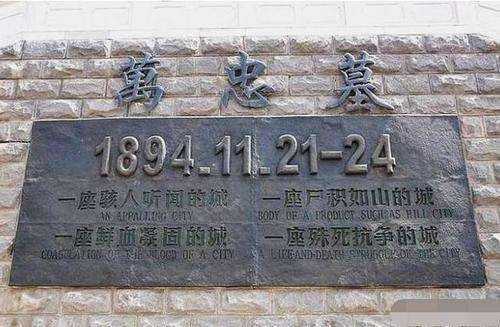 萬忠墓
1894.11.21-24
一座骇人听闻的城 一座尸积如山的城
AN APPALLING CITY BODY OF A PRODUCT SUCH AS HILL CITY
一座鲜血凝固的城 一座殊死抗争的城
COAGULATION OF THE BLOOD OF A CITY A LIFE-AND-DEATH STRUGGLE OF THE CITY